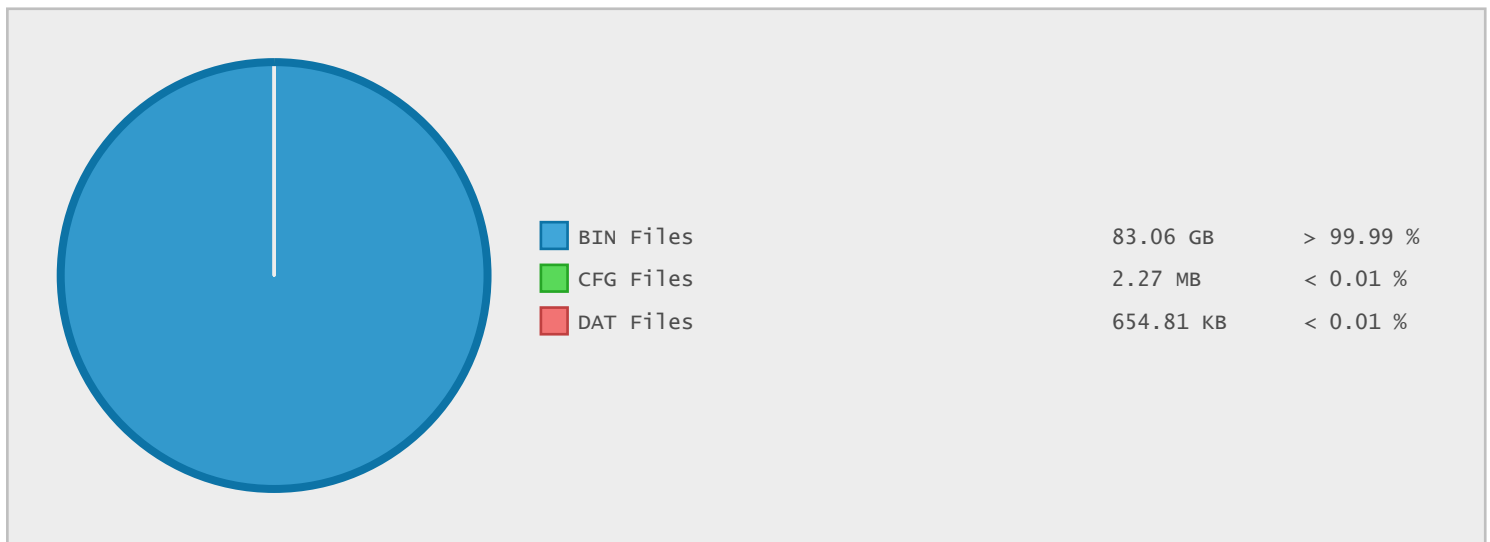 BIN Files 83.06 GB > 99.99 %
CFG Files 2.27 MB < 0.01 %
DAT Files 654.81 KB < 0.01 %